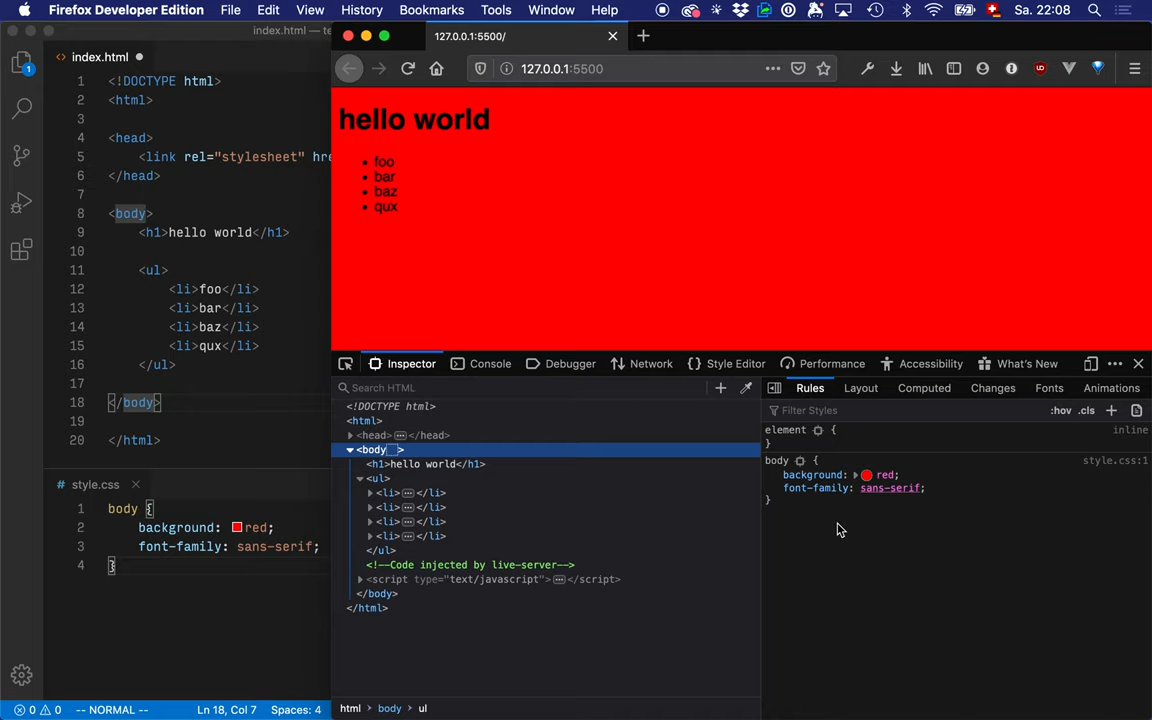 Firefox Developer Edition File Edit View History Bookmarks Tools Window Help Sa. 22:08
index.html — te
127.0.0.1:5500/
index.html
127.0.0.1:5500
1 <!DOCTYPE html>
2 <html>
3
4 <head>
5 <link rel="stylesheet" hre
6 </head>
7
8 <body>
9 <h1>hello world</h1>
10
11 <ul>
12 <li>foo</li>
13 <li>bar</li>
14 <li>baz</li>
15 <li>qux</li>
16 </ul>
17
18 </body>
19
20 </html>
style.css
1 body {
2 background: red;
3 font-family: sans-serif;
4 }
1
-- NORMAL --
0 0
Ln 18, Col 7 Spaces: 4
hello world
foo
bar
baz
qux
Inspector Console Debugger Network Style Editor Performance Accessibility What's New
Search HTML
<!DOCTYPE html>
<html>
<head> </head>
<body >
<h1>hello world</h1>
<ul>
<li> </li>
<li> </li>
<li> </li>
<li> </li>
</ul>
<!--Code injected by live-server-->
<script type="text/javascript"> </script>
</body>
</html>
html body ul
Rules Layout Computed Changes Fonts Animations
Filter Styles :hov .cls
element { inline
}
body { style.css:1
background: red;
font-family: sans-serif;
}